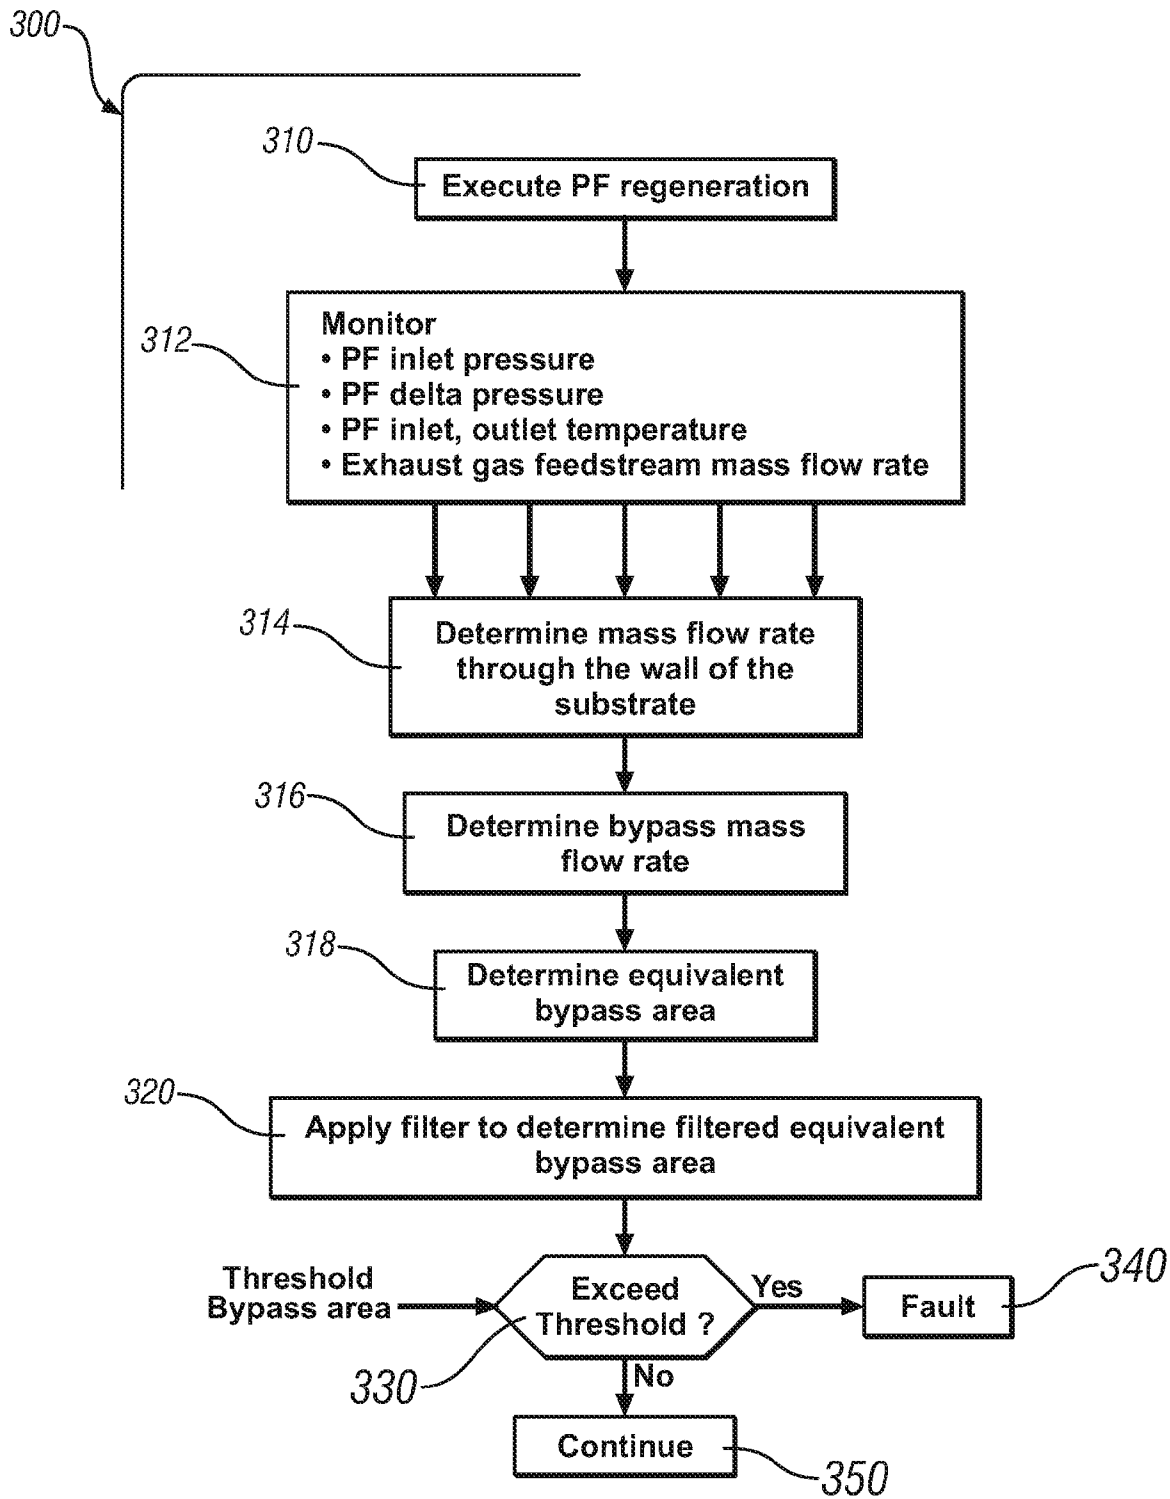 300
310
Execute PF regeneration
312
Monitor
• PF inlet pressure
• PF delta pressure
• PF inlet, outlet temperature
• Exhaust gas feedstream mass flow rate
314
Determine mass flow rate
through the wall of the
substrate
316
Determine bypass mass
flow rate
318
Determine equivalent
bypass area
320
Apply filter to determine filtered equivalent
bypass area
Threshold
Bypass area
Exceed
Threshold ?
330
Yes
Fault
340
No
Continue
350